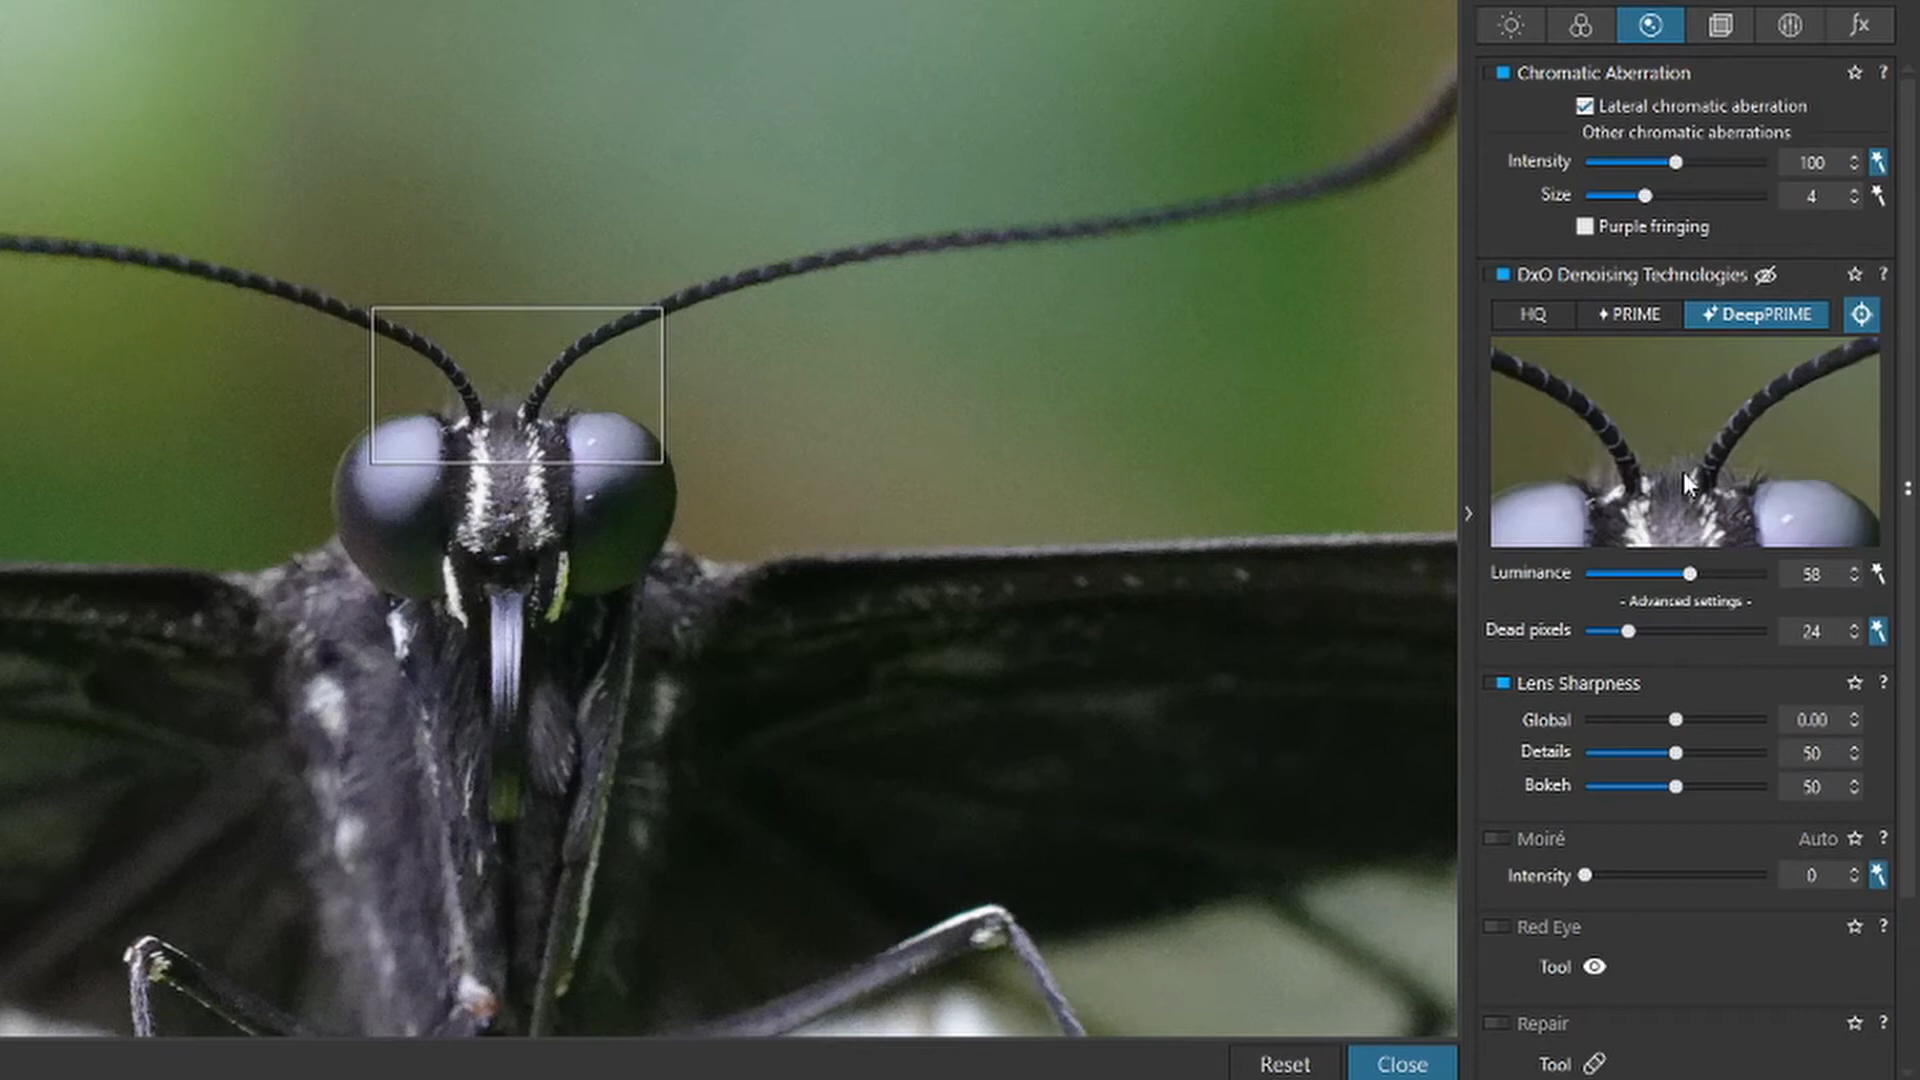 fx
Chromatic Aberration ?
Lateral chromatic aberration
Other chromatic aberrations
Intensity 100
Size 4
Purple fringing
DxO Denoising Technologies ?
HQ PRIME DeepPRIME
Luminance 58
- Advanced settings -
Dead pixels 24
Lens Sharpness ?
Global 0.00
Details 50
Bokeh 50
Moiré Auto ?
Intensity 0
Red Eye ?
Tool
Repair ?
Tool
Reset Close